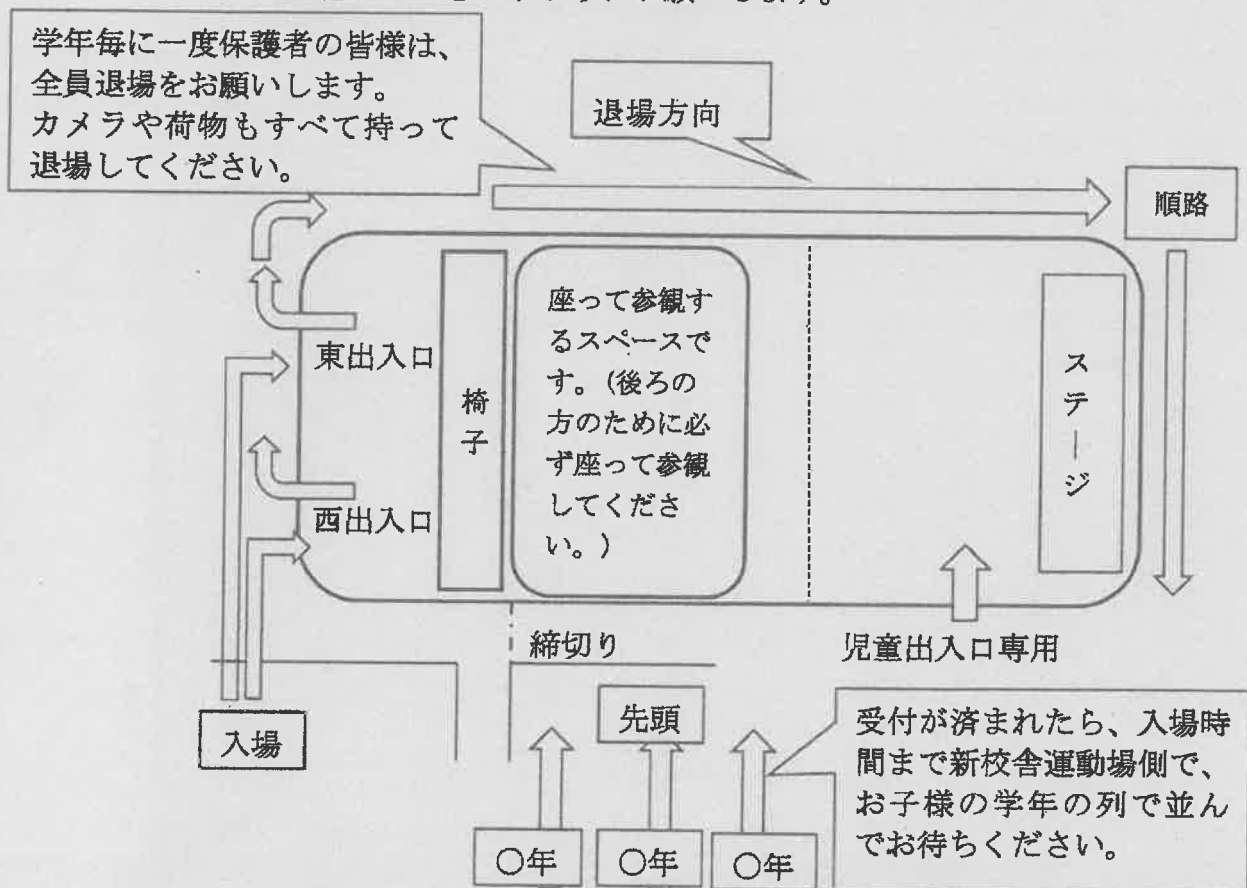 学年毎に一度保護者の皆様は、
全員退場をお願いします。
カメラや荷物もすべて持って
退場してください。
退場方向
順路
東出入口
西出入口
椅子
座って参観す
るスペースで
す。(後ろの
方のために必
ず座って参観
してくださ
い。)
ステージ
締切り
児童出入口専用
入場
先頭
受付が済まれたら、入場時
間まで新校舎運動場側で、
お子様の学年の列で並ん
でお待ちください。
〇年
〇年
〇年